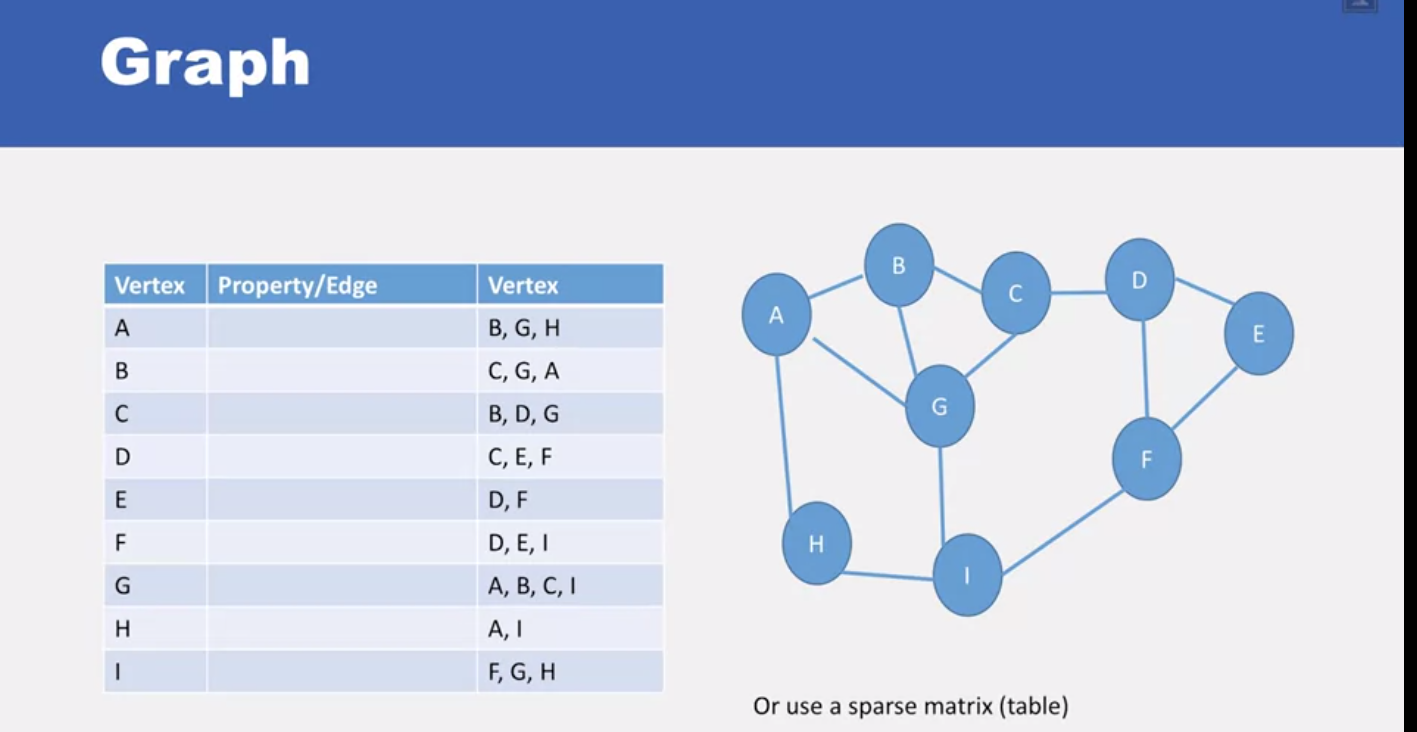 Graph
Vertex Property/Edge Vertex
A B, G, H
B C, G, A
C B, D, G
D C, E, F
E D, F
F D, E, I
G A, B, C, I
H A, I
I F, G, H
B
D
C
A
E
G
F
H
I
Or use a sparse matrix (table)